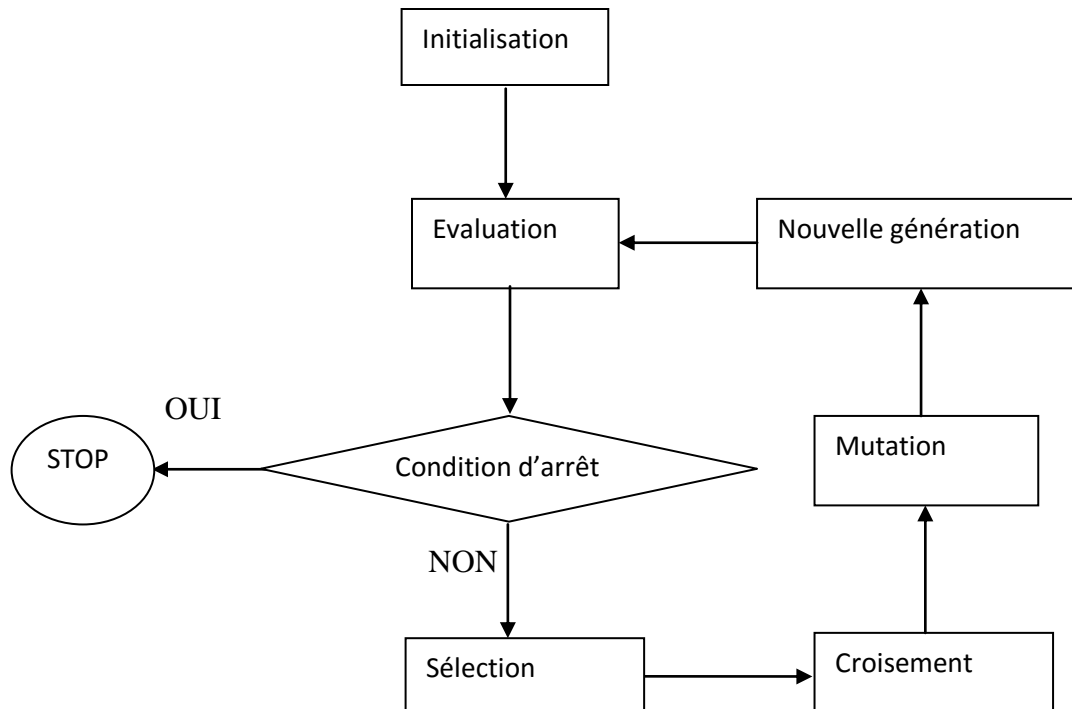 Initialisation
Evaluation
Nouvelle génération
OUI
STOP
Condition d’arrêt
Mutation
NON
Sélection
Croisement